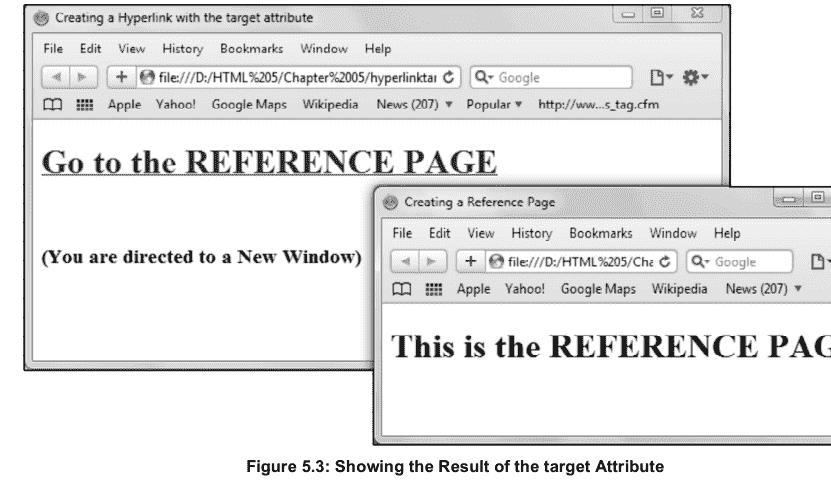 Creating a Hyperlink with the target attribute
File Edit View History Bookmarks Window Help
file:///D:/HTML%205/Chapter%2005/hyperlinktar
Google
Apple Yahoo! Google Maps Wikipedia News (207) Popular http://ww...s_tag.cfm
Go to the REFERENCE PAGE
(You are directed to a New Window)
Creating a Reference Page
File Edit View History Bookmarks Window Help
file:///D:/HTML%205/Cha
Google
Apple Yahoo! Google Maps Wikipedia News (207)
This is the REFERENCE PAG
Figure 5.3: Showing the Result of the target Attribute